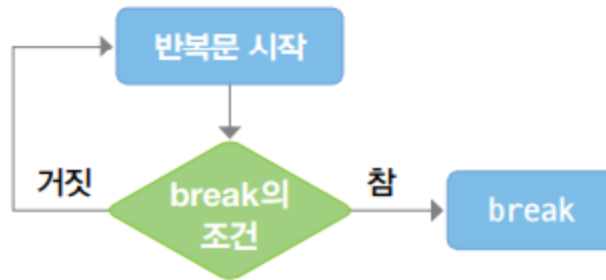 반복문 시작
거짓
break의
조건
참
break